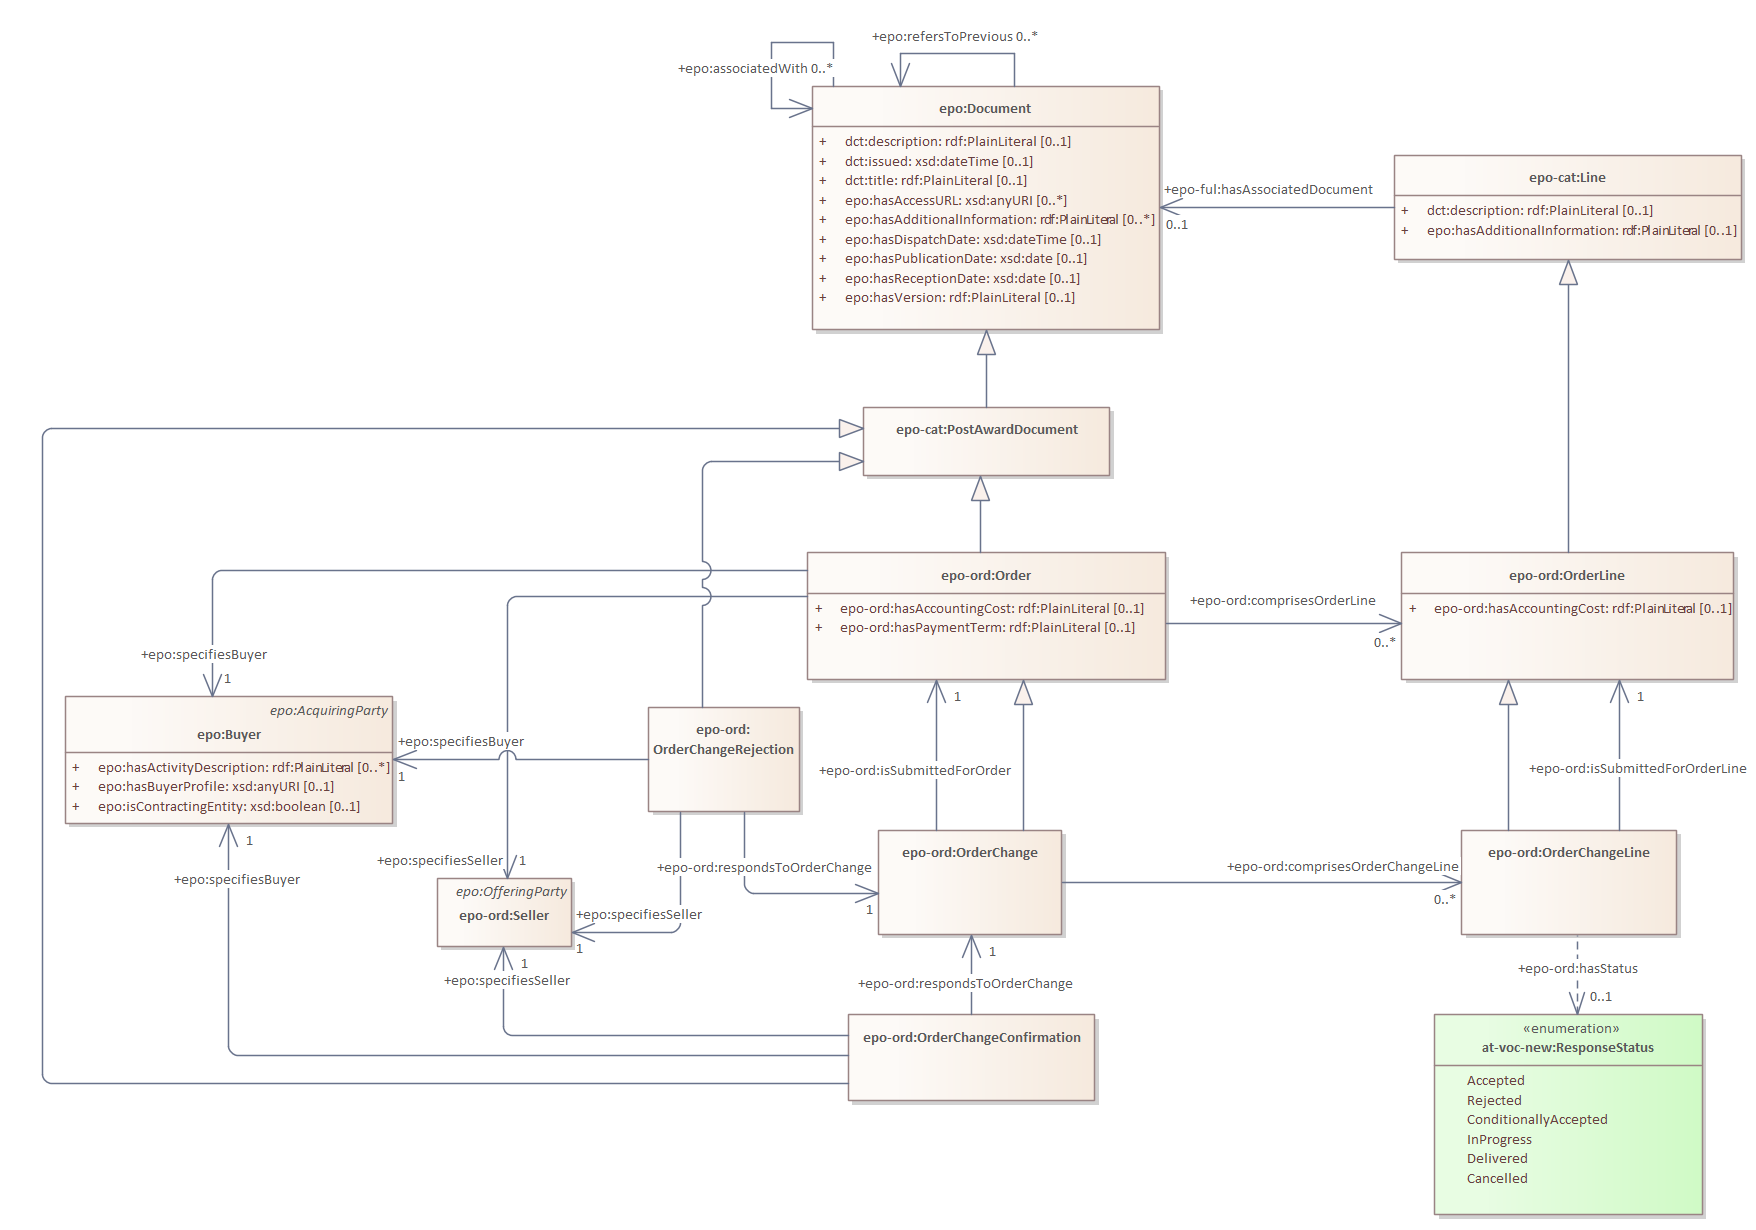 +epo:refersToPrevious 0..*
+epo:associatedWith 0..*
epo:Document
+ dct:description: rdf:PlainLiteral [0..1]
+ dct:issued: xsd:dateTime [0..1]
+ dct:title: rdf:PlainLiteral [0..1]
+ epo:hasAccessURL: xsd:anyURI [0..*]
+ epo:hasAdditionalInformation: rdf:PlainLiteral [0..*]
+ epo:hasDispatchDate: xsd:dateTime [0..1]
+ epo:hasPublicationDate: xsd:date [0..1]
+ epo:hasReceptionDate: xsd:date [0..1]
+ epo:hasVersion: rdf:PlainLiteral [0..1]
+epo-ful:hasAssociatedDocument
0..1
epo-cat:Line
+ dct:description: rdf:PlainLiteral [0..1]
+ epo:hasAdditionalInformation: rdf:PlainLiteral [0..1]
epo-cat:PostAwardDocument
epo-ord:Order
+ epo-ord:hasAccountingCost: rdf:PlainLiteral [0..1]
+ epo-ord:hasPaymentTerm: rdf:PlainLiteral [0..1]
+epo-ord:comprisesOrderLine
0..*
epo-ord:OrderLine
+ epo-ord:hasAccountingCost: rdf:PlainLiteral [0..1]
+epo:specifiesBuyer
1
epo:AcquiringParty
epo:Buyer
+ epo:hasActivityDescription: rdf:PlainLiteral [0..*]
+ epo:hasBuyerProfile: xsd:anyURI [0..1]
+ epo:isContractingEntity: xsd:boolean [0..1]
+epo:specifiesBuyer
1
epo-ord:
OrderChangeRejection
1
+epo-ord:isSubmittedForOrder
1
+epo-ord:isSubmittedForOrderLine
1
+epo:specifiesBuyer
+epo:specifiesSeller 1
+epo-ord:respondsToOrderChange
1
epo:OfferingParty
epo-ord:Seller
+epo:specifiesSeller
1
epo-ord:OrderChange
+epo-ord:comprisesOrderChangeLine
0..*
epo-ord:OrderChangeLine
1
+epo:specifiesSeller
1
+epo-ord:respondsToOrderChange
+epo-ord:hasStatus
0..1
epo-ord:OrderChangeConfirmation
«enumeration»
at-voc-new:ResponseStatus
Accepted
Rejected
ConditionallyAccepted
InProgress
Delivered
Cancelled